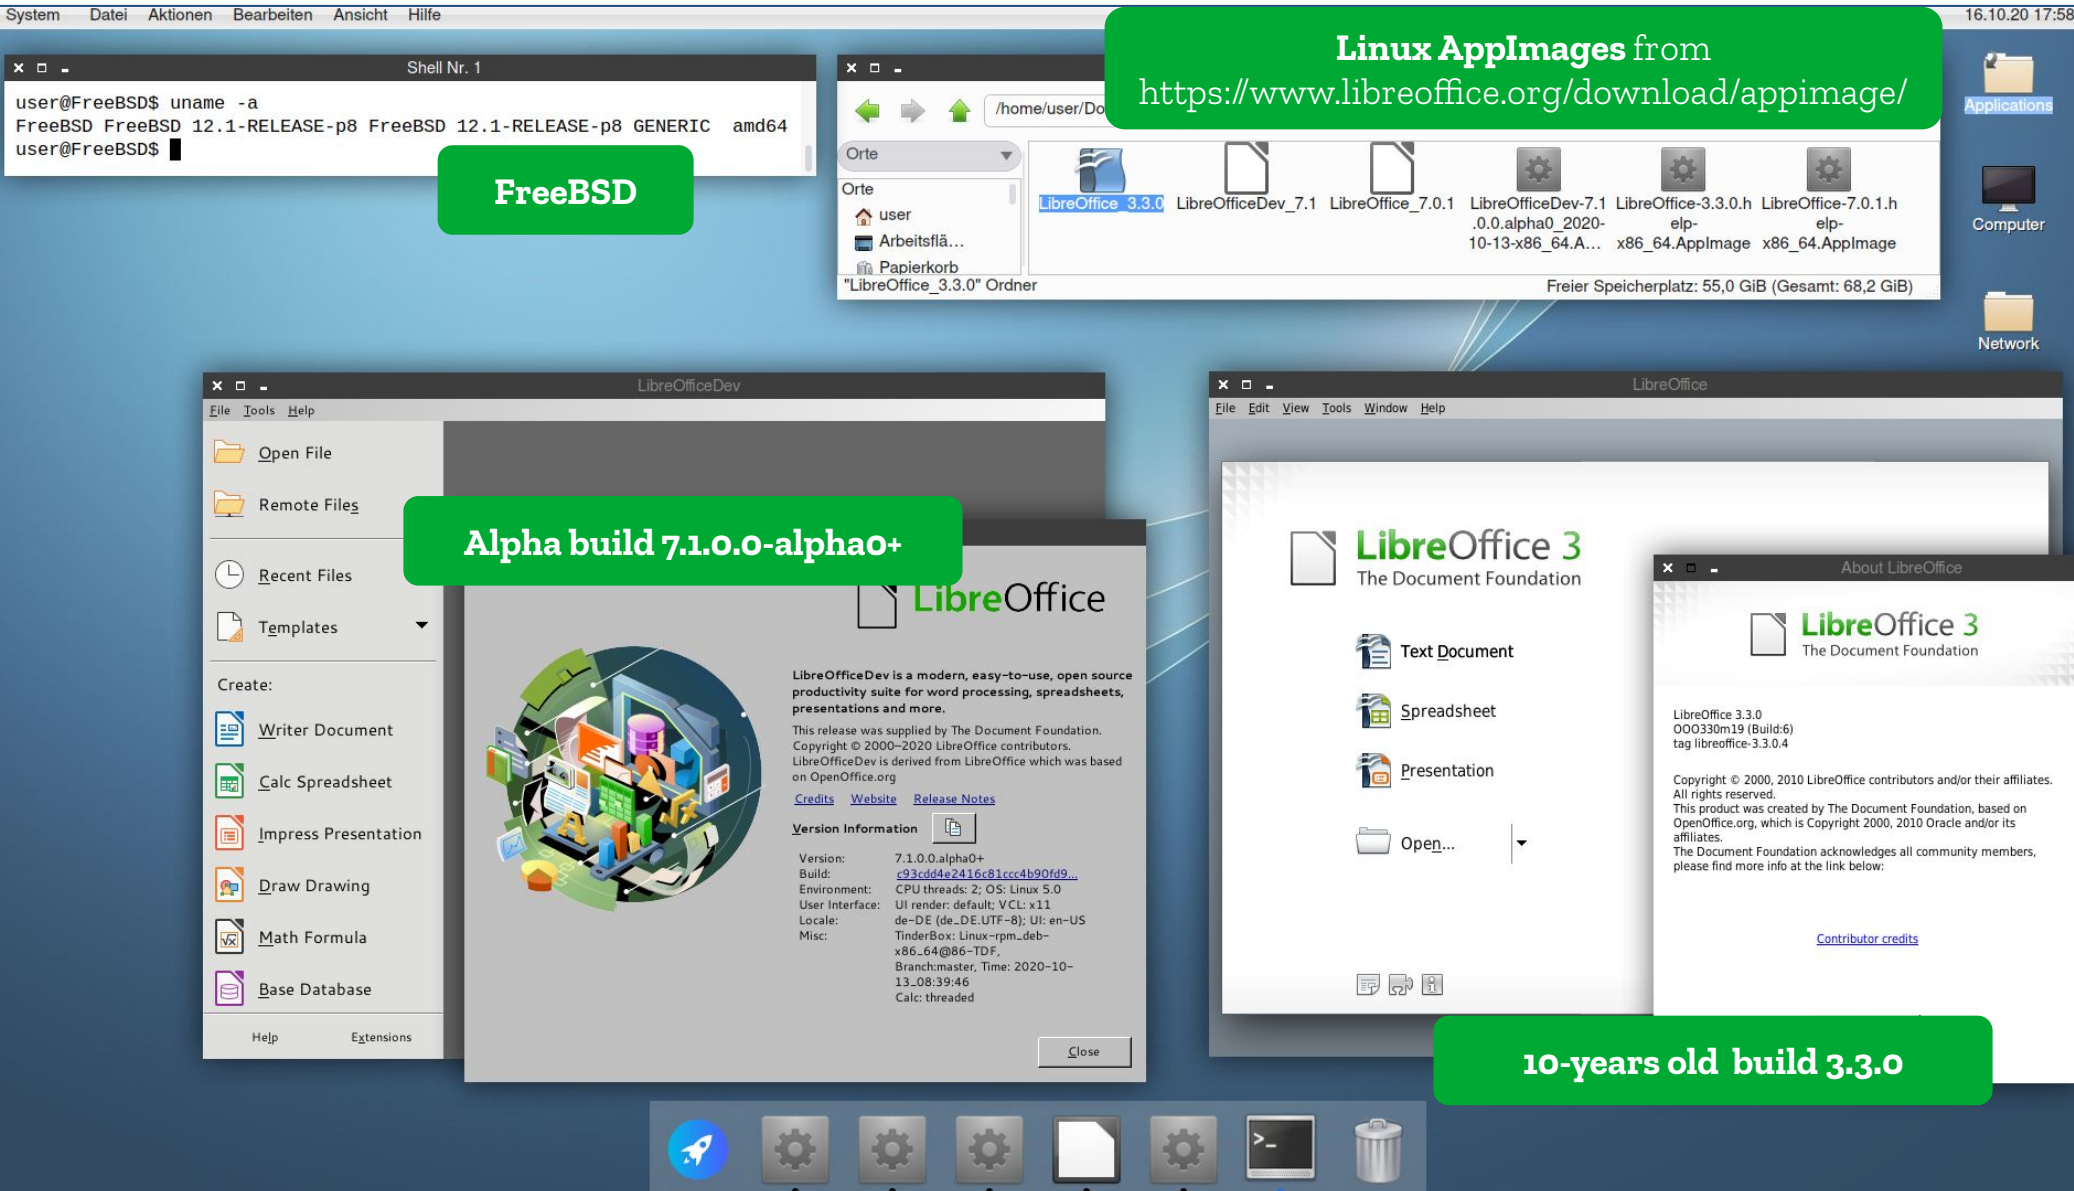 System Datei Aktionen Bearbeiten Ansicht Hilfe
16.10.20 17:58
Shell Nr. 1
user@FreeBSD$ uname -a
FreeBSD FreeBSD 12.1-RELEASE-p8 FreeBSD 12.1-RELEASE-p8 GENERIC amd64
user@FreeBSD$
FreeBSD
Linux AppImages from
https://www.libreoffice.org/download/appimage/
/home/user/Do
Orte
Orte
user
Arbeitsflä...
Papierkorb
LibreOffice_3.3.0
LibreOfficeDev_7.1
LibreOffice_7.0.1
LibreOfficeDev-7.1
.0.0.alpha0_2020-
10-13-x86_64.A...
LibreOffice-3.3.0.h
elp-
x86_64.AppImage
LibreOffice-7.0.1.h
elp-
x86_64.AppImage
"LibreOffice_3.3.0" Ordner
Freier Speicherplatz: 55,0 GiB (Gesamt: 68,2 GiB)
Applications
Computer
Network
LibreOfficeDev
File Tools Help
Open File
Remote Files
Recent Files
Templates
Create:
Writer Document
Calc Spreadsheet
Impress Presentation
Draw Drawing
Math Formula
Base Database
Help Extensions
Alpha build 7.1.0.0-alpha0+
LibreOffice
LibreOfficeDev is a modern, easy-to-use, open source
productivity suite for word processing, spreadsheets,
presentations and more.
This release was supplied by The Document Foundation.
Copyright © 2000–2020 LibreOffice contributors.
LibreOfficeDev is derived from LibreOffice which was based
on OpenOffice.org
Credits Website Release Notes
Version Information
Version: 7.1.0.0.alpha0+
Build: c93cdd4e2416c81ccc4b90fd9...
Environment: CPU threads: 2; OS: Linux 5.0
User Interface: UI render: default; VCL: x11
Locale: de-DE (de_DE.UTF-8); UI: en-US
Misc: TinderBox: Linux-rpm_deb-
x86_64@86-TDF,
Branch:master, Time: 2020-10-
13_08:39:46
Calc: threaded
Close
LibreOffice
File Edit View Tools Window Help
LibreOffice 3
The Document Foundation
Text Document
Spreadsheet
Presentation
Open...
About LibreOffice
LibreOffice 3
The Document Foundation
LibreOffice 3.3.0
OOO330m19 (Build:6)
tag libreoffice-3.3.0.4
Copyright © 2000, 2010 LibreOffice contributors and/or their affiliates.
All rights reserved.
This product was created by The Document Foundation, based on
OpenOffice.org, which is Copyright 2000, 2010 Oracle and/or its
affiliates.
The Document Foundation acknowledges all community members,
please find more info at the link below:
Contributor credits
10-years old build 3.3.0
>_